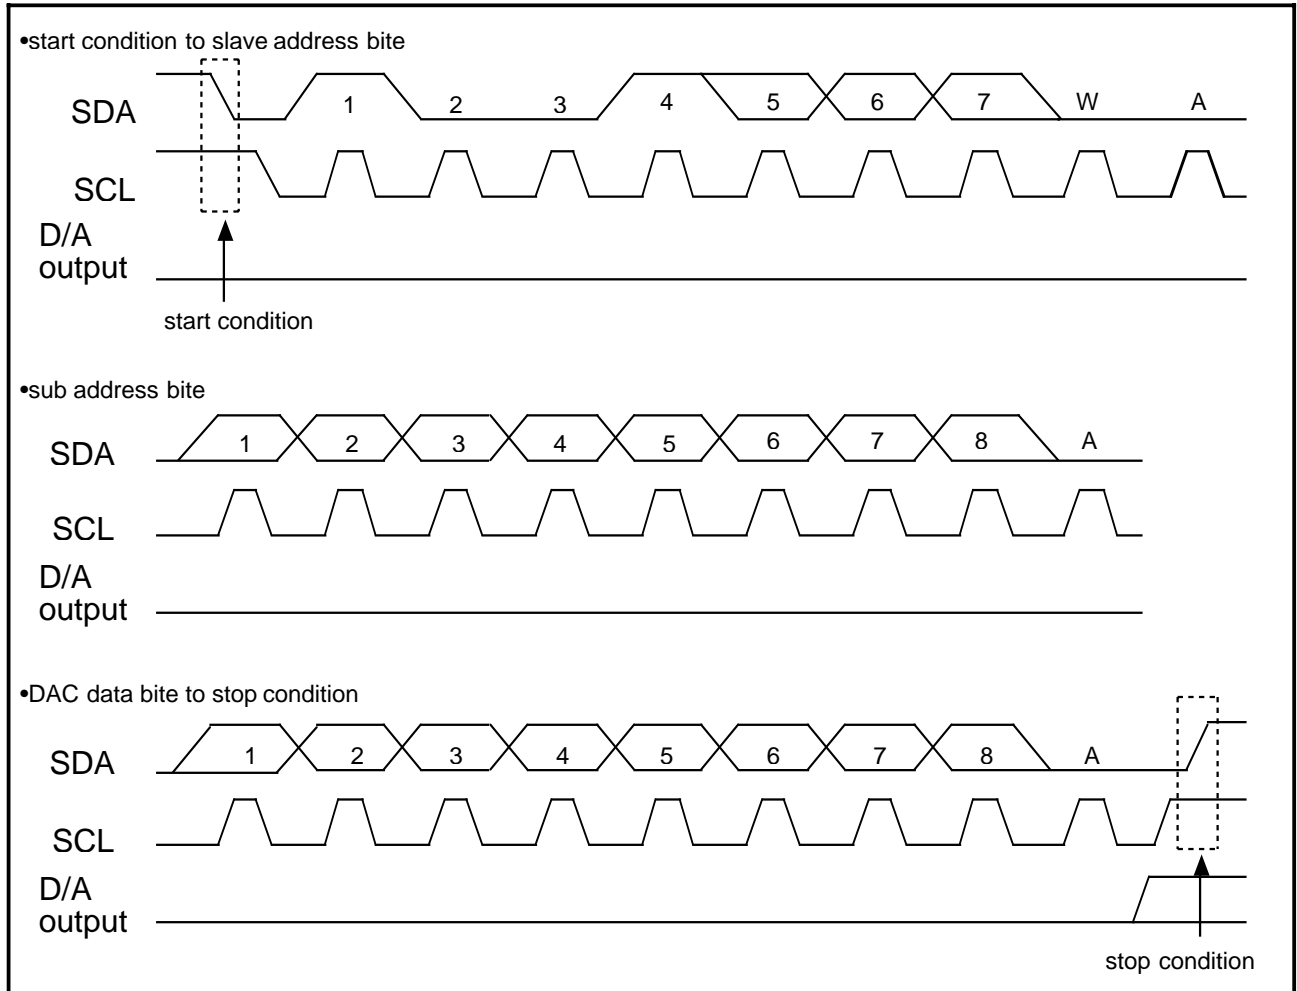 •start condition to slave address bite
SDA 1 2 3 4 5 6 7 W A
SCL
D/A
output
start condition
•sub address bite
SDA 1 2 3 4 5 6 7 8 A
SCL
D/A
output
•DAC data bite to stop condition
SDA 1 2 3 4 5 6 7 8 A
SCL
D/A
output
stop condition